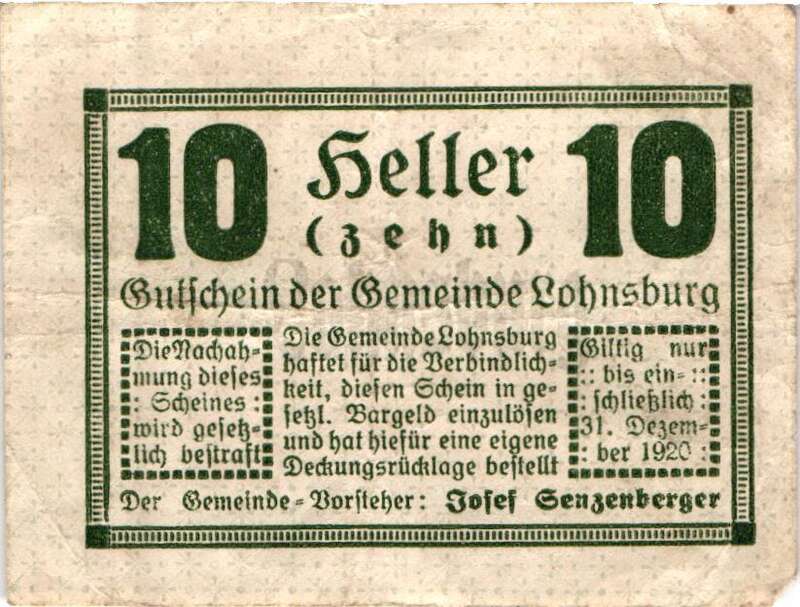 10 Heller 10
(zehn)
Gutschein der Gemeinde Lohnsburg
Die Nachah-
mung dieses
: Scheines :
wird gesetz-
lich bestraft
Die Gemeinde Lohnsburg
haftet für die Verbindlich-
keit, diesen Schein in ge-
setzl. Bargeld einzulösen
und hat hiefür eine eigene
Deckungsrücklage bestellt
Giltig nur
:: bis ein- ::
: schließlich :
31. Dezem-
: ber 1920 :
Der Gemeinde-Vorsteher: Josef Senzenberger